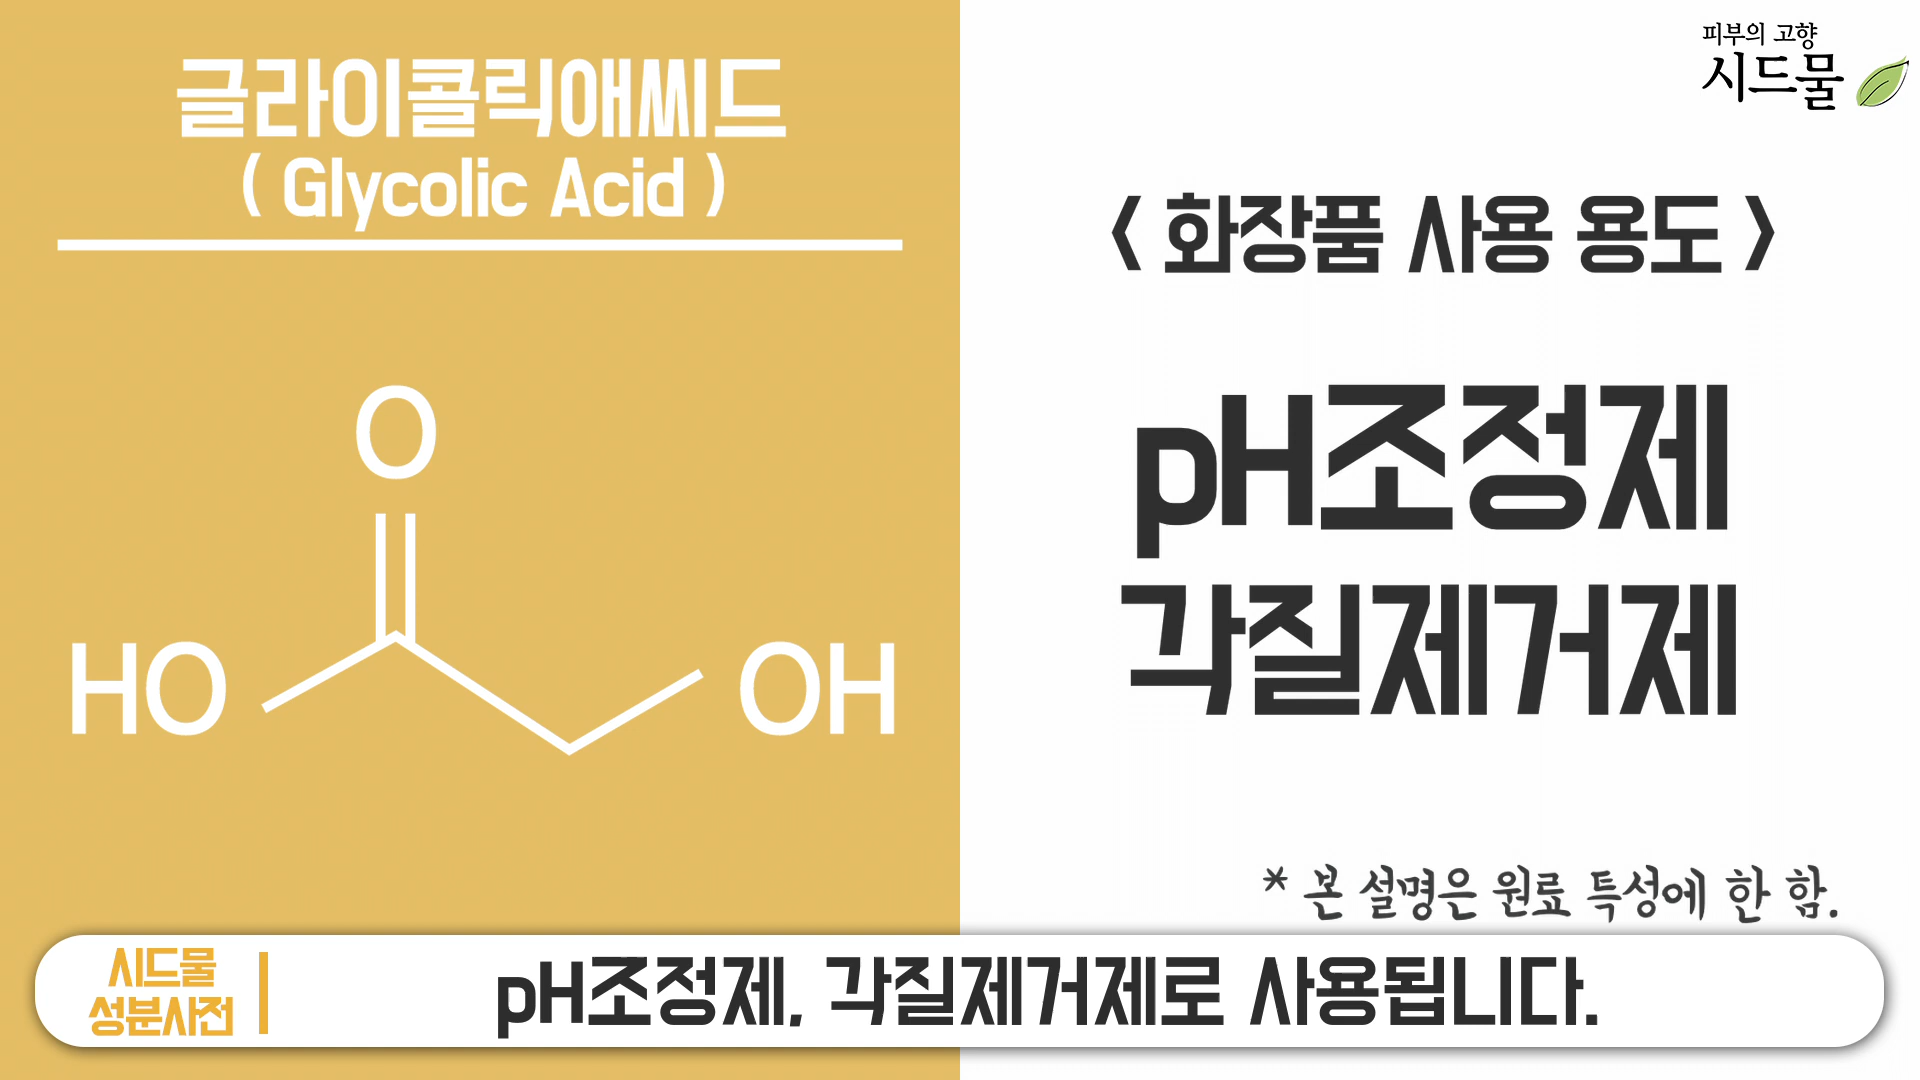 글라이콜릭애씨드
( Glycolic Acid )
O
HO
OH
피부의 고향
시드물
< 화장품 사용 용도 >
pH조정제
각질제거제
* 본 설명은 원료 특성에 한 함.
시드물
성분사전
pH조정제, 각질제거제로 사용됩니다.